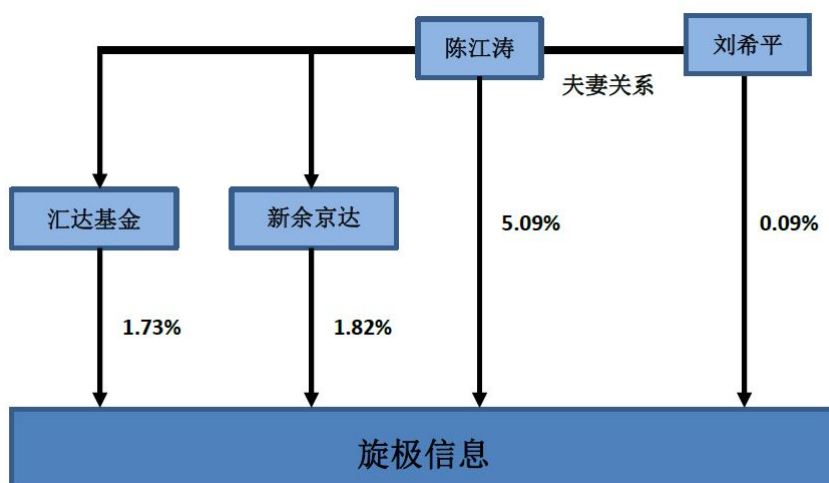 陈江涛
刘希平
夫妻关系
汇达基金
新余京达
5.09%
0.09%
1.73%
1.82%
旋极信息